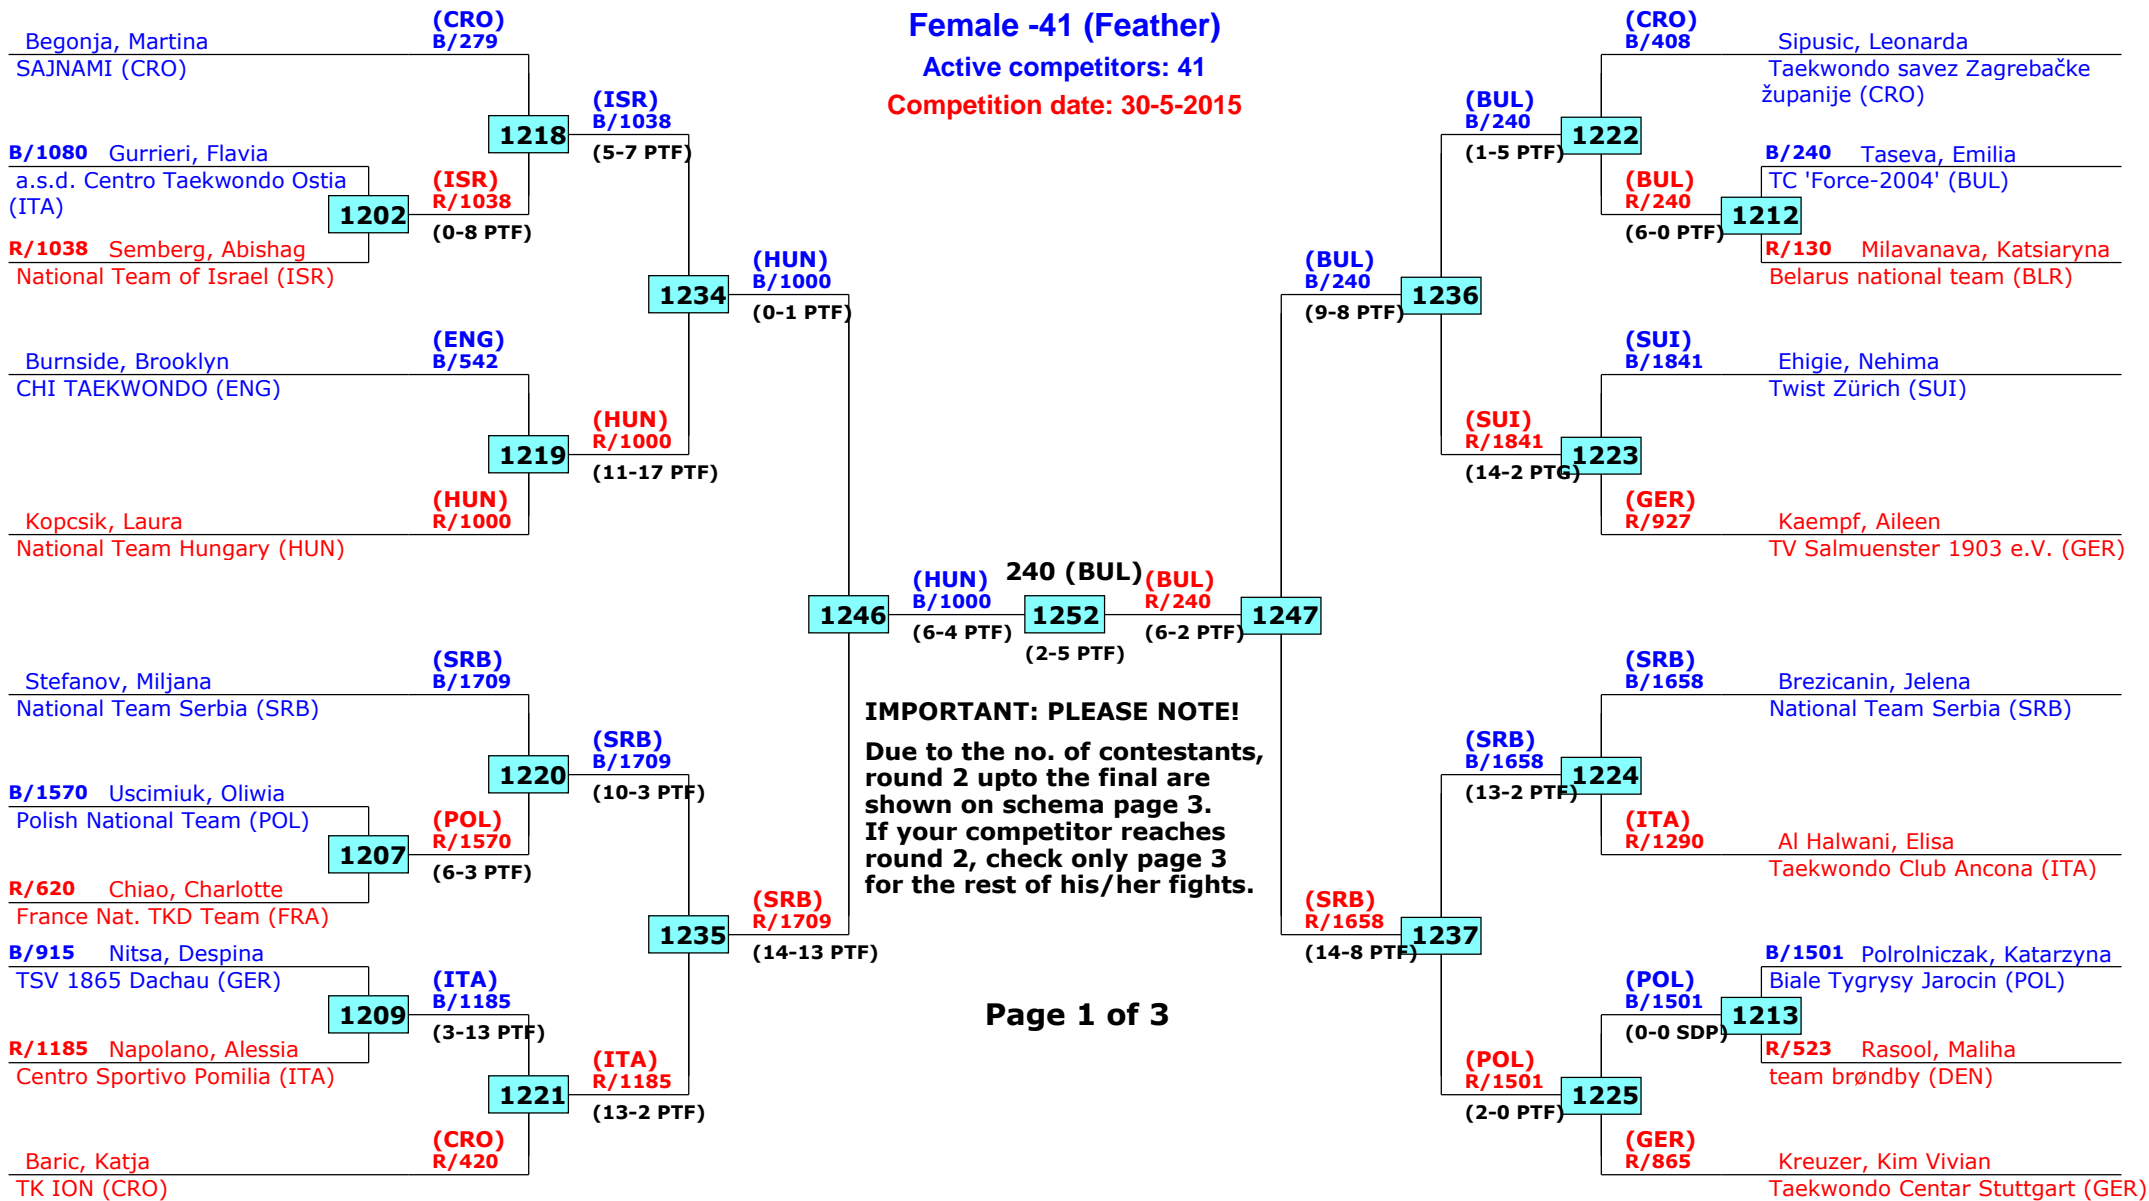 Female -41 (Feather)
Active competitors: 41
Competition date: 30-5-2015
(CRO)
Begonja, Martina B/279
SAJNAMI (CRO)
(ISR)
B/1038
1218
(5-7 PTF)
B/1080 Gurrieri, Flavia
a.s.d. Centro Taekwondo Ostia
(ITA)
(ISR)
R/1038
1202
(0-8 PTF)
R/1038 Semberg, Abishag
National Team of Israel (ISR)
(HUN)
B/1000
1234
(0-1 PTF)
(ENG)
Burnside, Brooklyn B/542
CHI TAEKWONDO (ENG)
(HUN)
R/1000
1219
(11-17 PTF)
(HUN)
Kopcsik, Laura R/1000
National Team Hungary (HUN)
1246
(HUN)
B/1000
(6-4 PTF)
240 (BUL)
1252
(2-5 PTF)
(BUL)
R/240
(6-2 PTF)
1247
(SRB)
Stefanov, Miljana B/1709
National Team Serbia (SRB)
(SRB)
B/1709
1220
(10-3 PTF)
B/1570 Uscimiuk, Oliwia
Polish National Team (POL)
(POL)
R/1570
1207
(6-3 PTF)
R/620 Chiao, Charlotte
France Nat. TKD Team (FRA)
(SRB)
R/1709
1235
(14-13 PTF)
B/915 Nitsa, Despina
TSV 1865 Dachau (GER)
(ITA)
B/1185
1209
(3-13 PTF)
R/1185 Napolano, Alessia
Centro Sportivo Pomilia (ITA)
(ITA)
R/1185
1221
(13-2 PTF)
(CRO)
Baric, Katja R/420
TK ION (CRO)
IMPORTANT: PLEASE NOTE!
Due to the no. of contestants,
round 2 upto the final are
shown on schema page 3.
If your competitor reaches
round 2, check only page 3
for the rest of his/her fights.
Page 1 of 3
(CRO)
B/408 Sipusic, Leonarda
Taekwondo savez Zagrebačke
županije (CRO)
(BUL)
B/240
1222
(1-5 PTF)
B/240 Taseva, Emilia
TC 'Force-2004' (BUL)
(BUL)
R/240
1212
(6-0 PTF)
R/130 Milavanava, Katsiaryna
Belarus national team (BLR)
(BUL)
B/240
1236
(9-8 PTF)
(SUI)
B/1841 Ehigie, Nehima
Twist Zürich (SUI)
(SUI)
R/1841
1223
(14-2 PTG)
(GER)
R/927 Kaempf, Aileen
TV Salmuenster 1903 e.V. (GER)
(SRB)
B/1658 Brezicanin, Jelena
National Team Serbia (SRB)
(SRB)
B/1658
1224
(13-2 PTF)
(ITA)
R/1290 Al Halwani, Elisa
Taekwondo Club Ancona (ITA)
(SRB)
R/1658
1237
(14-8 PTF)
B/1501 Polrolniczak, Katarzyna
Biale Tygrysy Jarocin (POL)
(POL)
B/1501
1213
(0-0 SDP)
R/523 Rasool, Maliha
team brøndby (DEN)
(POL)
R/1501
1225
(2-0 PTF)
(GER)
R/865 Kreuzer, Kim Vivian
Taekwondo Centar Stuttgart (GER)